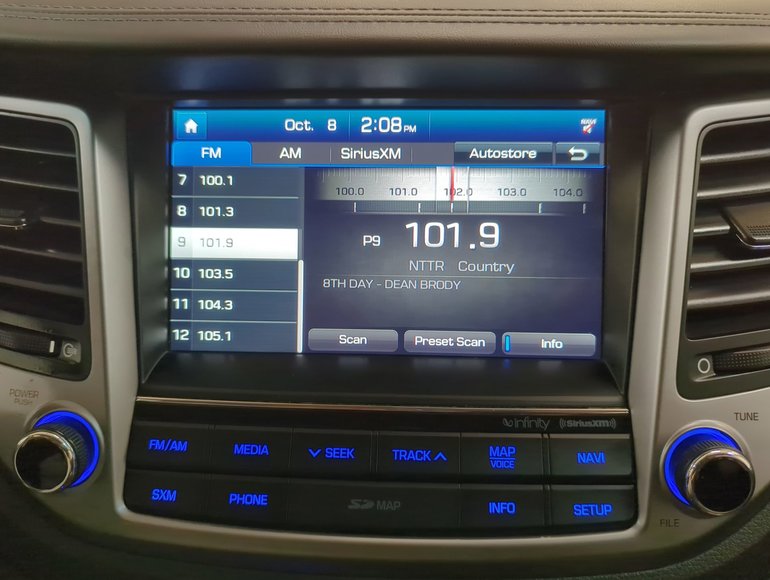 Oct. 8 2:08 PM
FM AM SiriusXM Autostore
7 100.1
8 101.3
9 101.9
10 103.5
11 104.3
12 105.1
100.0 101.0 102.0 103.0 104.0
P9 101.9
NTTR Country
8TH DAY - DEAN BRODY
Scan Preset Scan Info
infinity ((SiriusXM))
POWER
PUSH
TUNE
FM/AM MEDIA SEEK TRACK MAP NAVI
VOICE
SXM PHONE SD MAP INFO SETUP
FILE